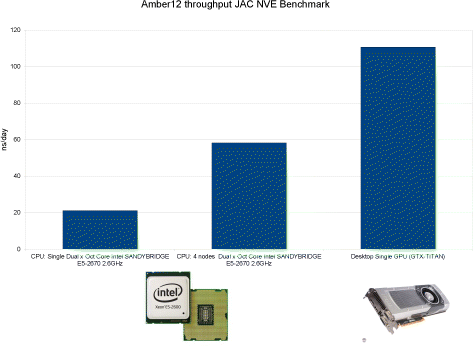 Amber12 throughput JAC NVE Benchmark
120
100
80
60
40
20
0
ns/day
CPU: Single Dual x Oct Core Intel SANDYBRIDGE
E5-2670 2.6GHz
CPU: 4 nodes Dual x Oct Core intel SANDYBRIDGE
E5-2670 2.6GHz
Desktop Single GPU (GTX-TITAN)
intel
Xeon E5-2600